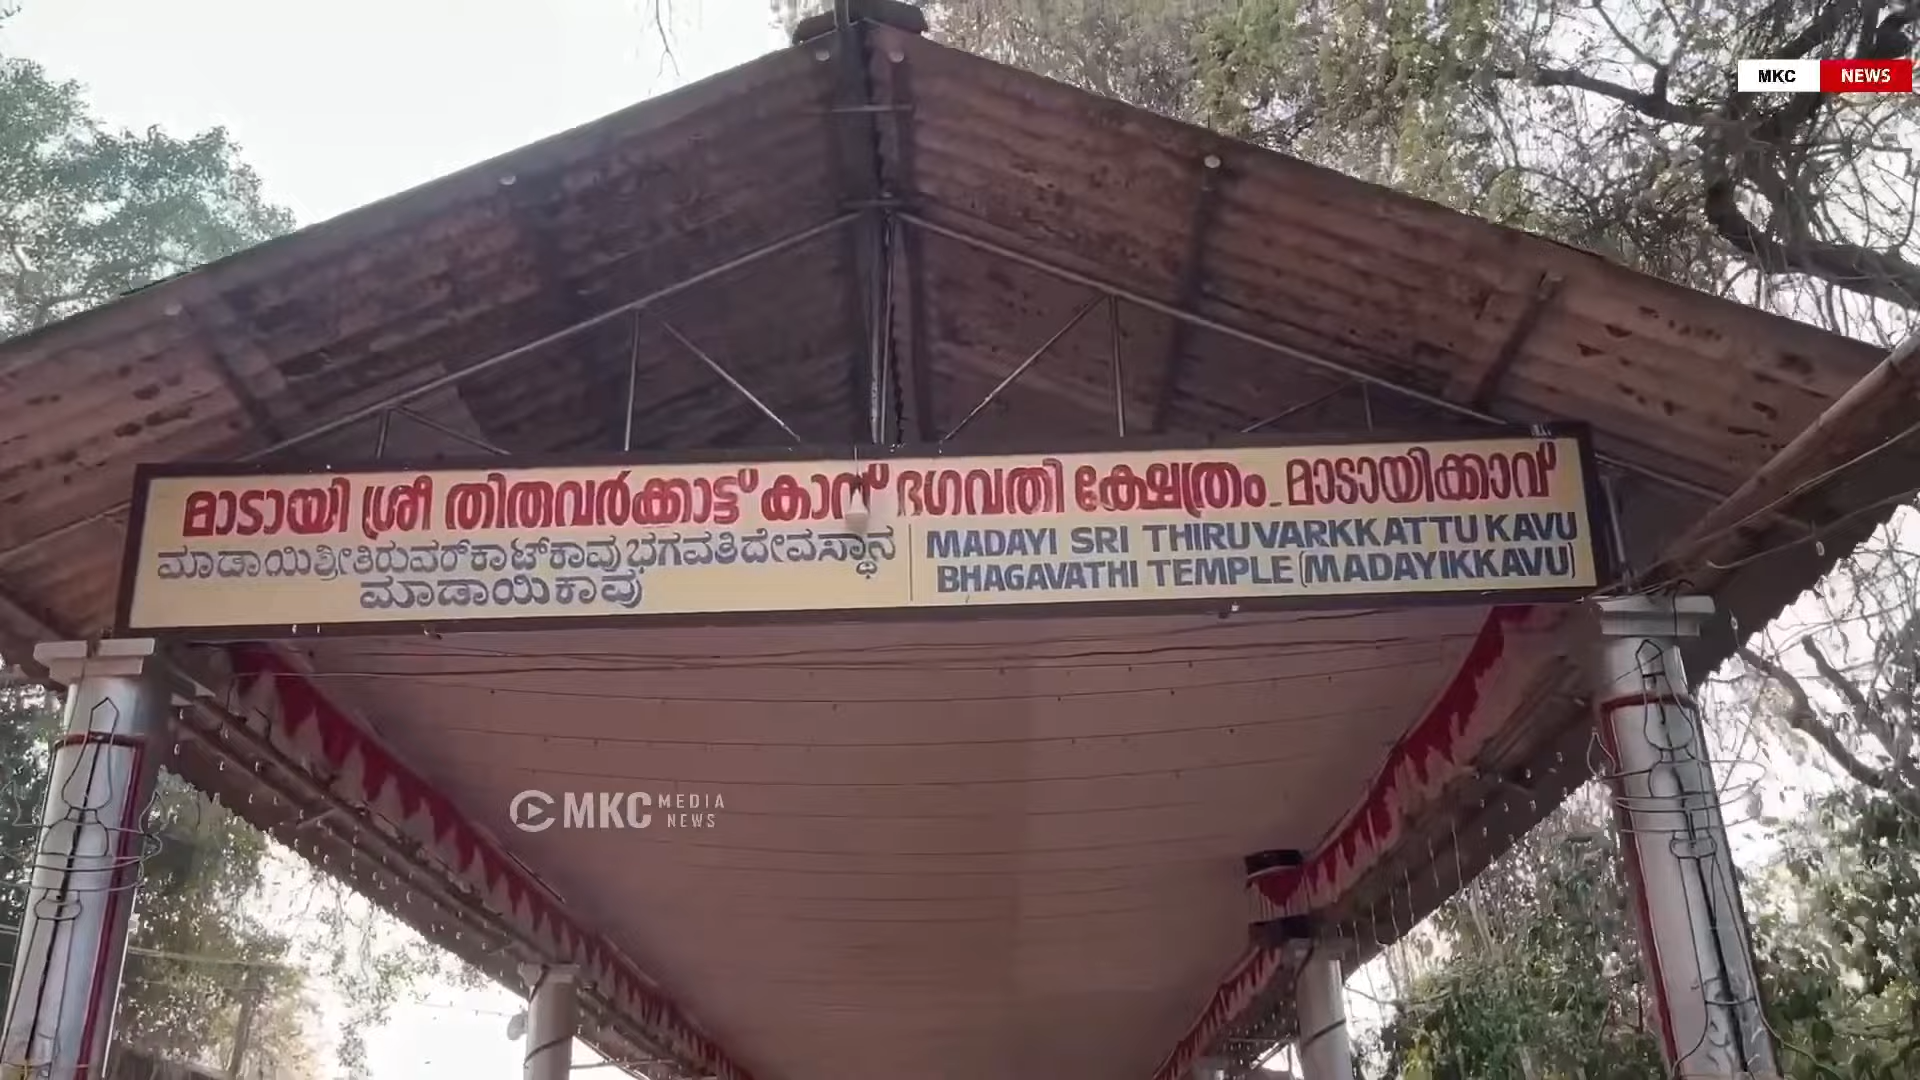 MKC NEWS
മാടായി ശ്രീ തിരുവർക്കാട്ട് കാവ് ഭഗവതി ക്ഷേത്രം - മാടായിക്കാവ്
ಮಾಡಾಯಿ ಶ್ರೀ ತಿರುವರ್ಕಾಟ್ ಕಾವು ಭಗವತಿ ದೇವಸ್ಥಾನ
ಮಾಡಾಯಿಕಾವು
MADAYI SRI THIRUVARKKATTU KAVU
BHAGAVATHI TEMPLE (MADAYIKKAVU)
MKC MEDIA NEWS